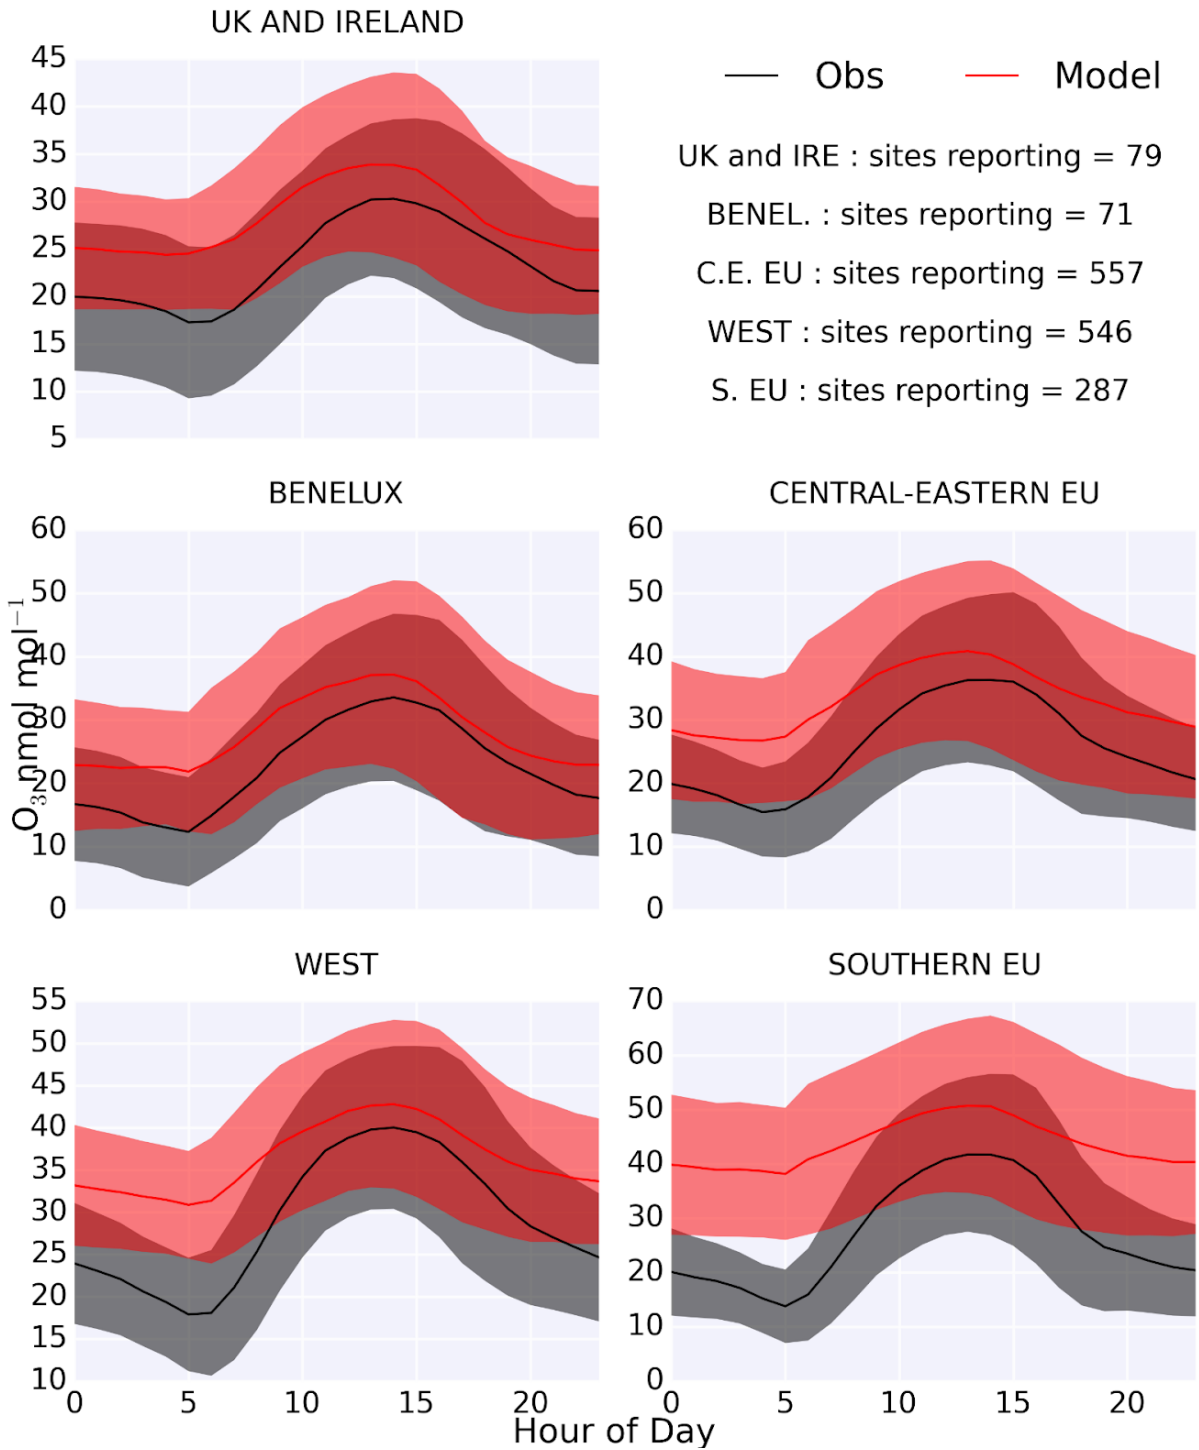 UK AND IRELAND
45
40
35
30
25
20
15
10
5
Obs
Model
UK and IRE : sites reporting = 79
BENEL. : sites reporting = 71
C.E. EU : sites reporting = 557
WEST : sites reporting = 546
S. EU : sites reporting = 287
O₃ nmol mol⁻¹
BENELUX
60
50
40
30
20
10
0
CENTRAL-EASTERN EU
60
50
40
30
20
10
0
WEST
55
50
45
40
35
30
25
20
15
10
0 5 10 15 20
SOUTHERN EU
70
60
50
40
30
20
10
0
0 5 10 15 20
Hour of Day